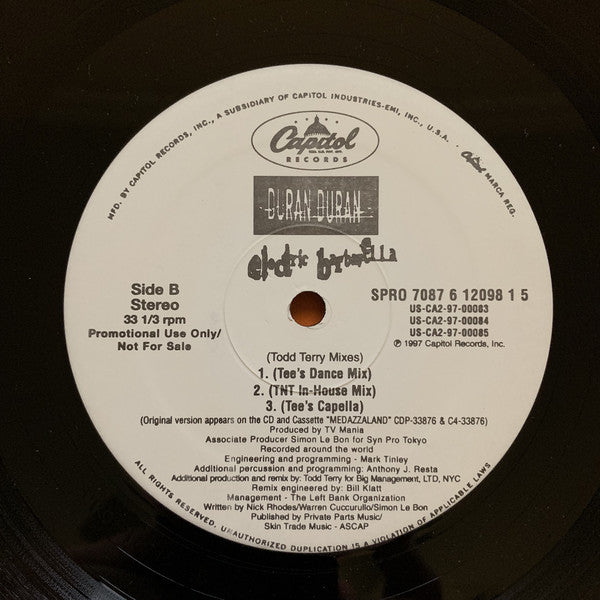 MFD. BY CAPITOL RECORDS, INC., A SUBSIDIARY OF CAPITOL INDUSTRIES-EMI, INC., U.S.A. · Capitol MARCA REG.
Capitol
RECORDS
DURAN DURAN
electric barbarella
Side B
Stereo
33 1/3 rpm
Promotional Use Only/
Not For Sale
SPRO 7087 6 12098 1 5
US-CA2-97-00083
US-CA2-97-00084
US-CA2-97-00085
℗ 1997 Capitol Records, Inc.
(Todd Terry Mixes)
1. (Tee's Dance Mix)
2. (TNT In-House Mix)
3. (Tee's Capella)
(Original version appears on the CD and Cassette "MEDAZZALAND" CDP-33876 & C4-33876)
Produced by TV Mania
Associate Producer Simon Le Bon for Syn Pro Tokyo
Recorded around the world
Engineering and programming - Mark Tinley
Additional percussion and programming: Anthony J. Resta
Additional production and remix by: Todd Terry for Big Management, LTD, NYC
Remix engineered by: Bill Klatt
Management - The Left Bank Organization
Written by Nick Rhodes/Warren Cuccurullo/Simon Le Bon
Published by Private Parts Music/
Skin Trade Music - ASCAP
ALL RIGHTS RESERVED. UNAUTHORIZED DUPLICATION IS A VIOLATION OF APPLICABLE LAWS